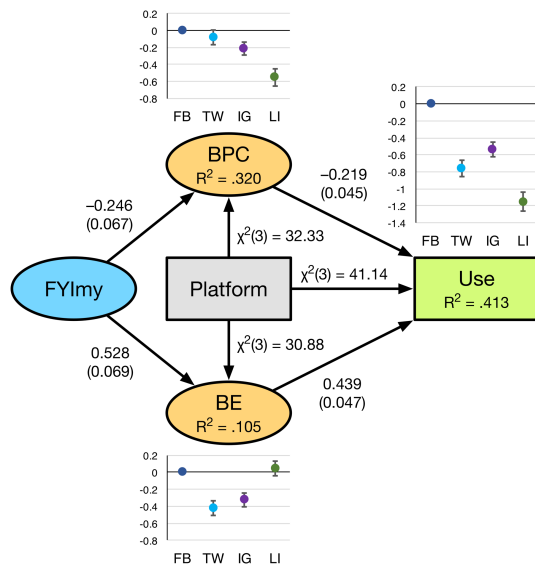 0.2
0
-0.2
-0.4
-0.6
-0.8
FB TW IG LI
0.2
0
-0.2
-0.4
-0.6
-0.8
-1
-1.2
-1.4
FB TW IG LI
BPC
R² = .320
−0.246
(0.067)
−0.219
(0.045)
χ²(3) = 32.33
FYImy
Platform
χ²(3) = 41.14
Use
R² = .413
χ²(3) = 30.88
0.528
(0.069)
0.439
(0.047)
BE
R² = .105
0.2
0
-0.2
-0.4
-0.6
-0.8
FB TW IG LI